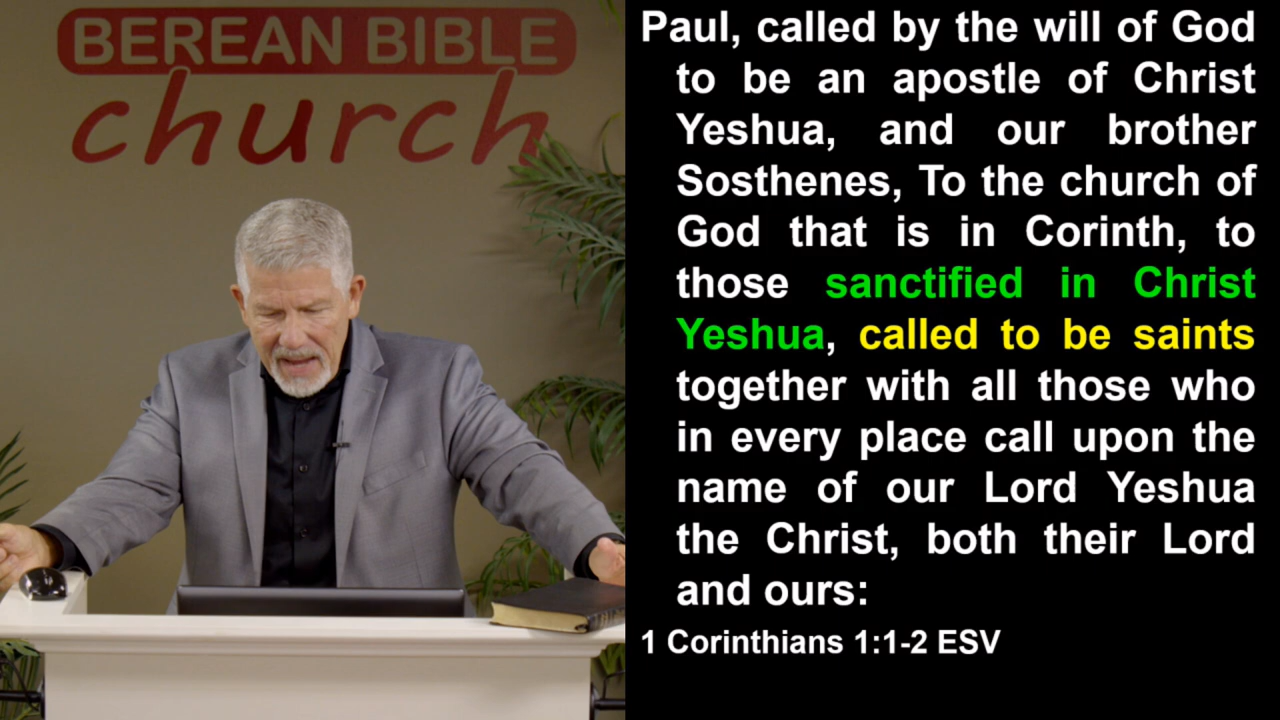 BEREAN BIBLE
church
Paul, called by the will of God
to be an apostle of Christ
Yeshua, and our brother
Sosthenes, To the church of
God that is in Corinth, to
those sanctified in Christ
Yeshua, called to be saints
together with all those who
in every place call upon the
name of our Lord Yeshua
the Christ, both their Lord
and ours:
1 Corinthians 1:1-2 ESV